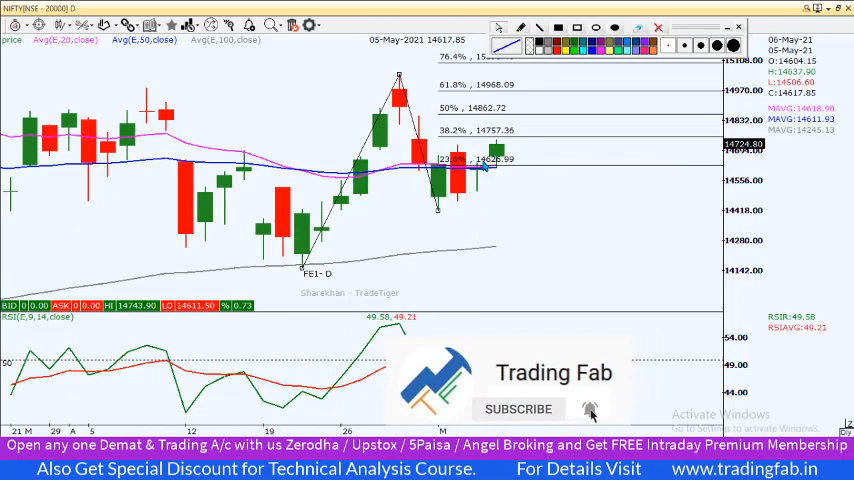 NIFTY[NSE - 20000] D
price Avg(E,20,close) Avg(E,50,close) Avg(E,100,close)
05-May-2021 14617.85
06-May-21
05-May-21
O:14604.15
H:14637.90
L:14506.60
C:14617.85
MAVG:14618.90
MAVG:14611.93
MAVG:14245.13
76.4% ,
61.8% , 14968.09
50% , 14862.72
38.2% , 14757.36
23.6% , 14626.99
15108.00
14970.00
14832.00
14724.80
14694.00
14556.00
14418.00
14280.00
14142.00
FE1- D
Sharekhan - TradeTiger
BID 0 0.00 ASK 0 0.00 HI 14743.90 LO 14611.50 % 0.73
RSI(E,9,14,close)
49.58, 49.21
RSIR:49.58
RSIAVG:49.21
50
54.00
49.00
44.00
Trading Fab
SUBSCRIBE
Activate Windows
Go to Settings to activate Windows.
21 M 29 A 5 12 19 26 M
Dly
Open any one Demat & Trading A/c with us Zerodha / Upstox / 5Paisa / Angel Broking and Get FREE Intraday Premium Membership
Also Get Special Discount for Technical Analysis Course. For Details Visit www.tradingfab.in